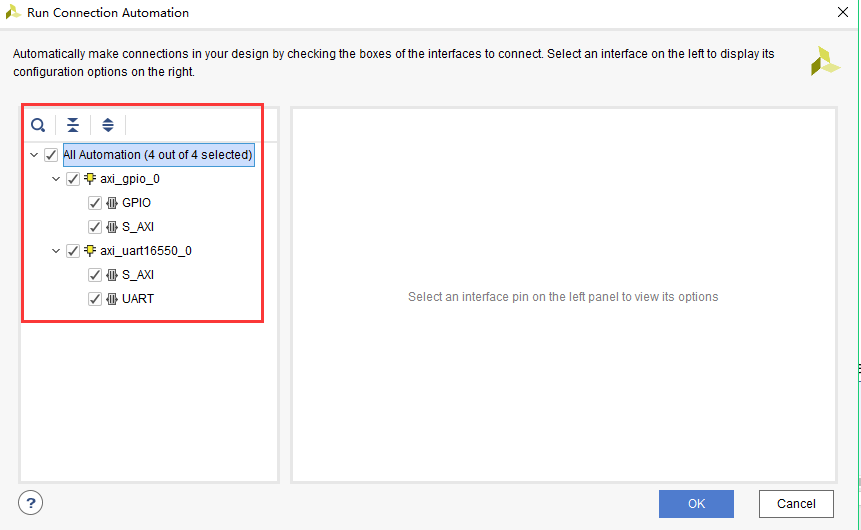 Run Connection Automation
Automatically make connections in your design by checking the boxes of the interfaces to connect. Select an interface on the left to display its
configuration options on the right.
All Automation (4 out of 4 selected)
axi_gpio_0
GPIO
S_AXI
axi_uart16550_0
S_AXI
UART
Select an interface pin on the left panel to view its options
?
OK
Cancel